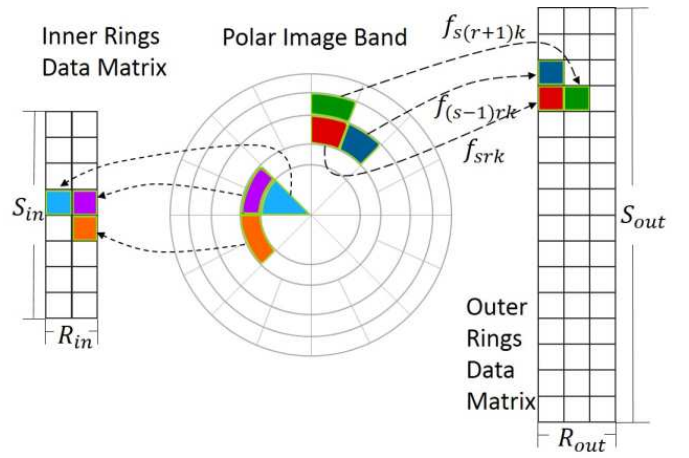 Inner Rings
Data Matrix
Polar Image Band
f_{s(r+1)k}
f_{(s-1)rk}
f_{srk}
S_{in}
R_{in}
S_{out}
Outer
Rings
Data
Matrix
R_{out}